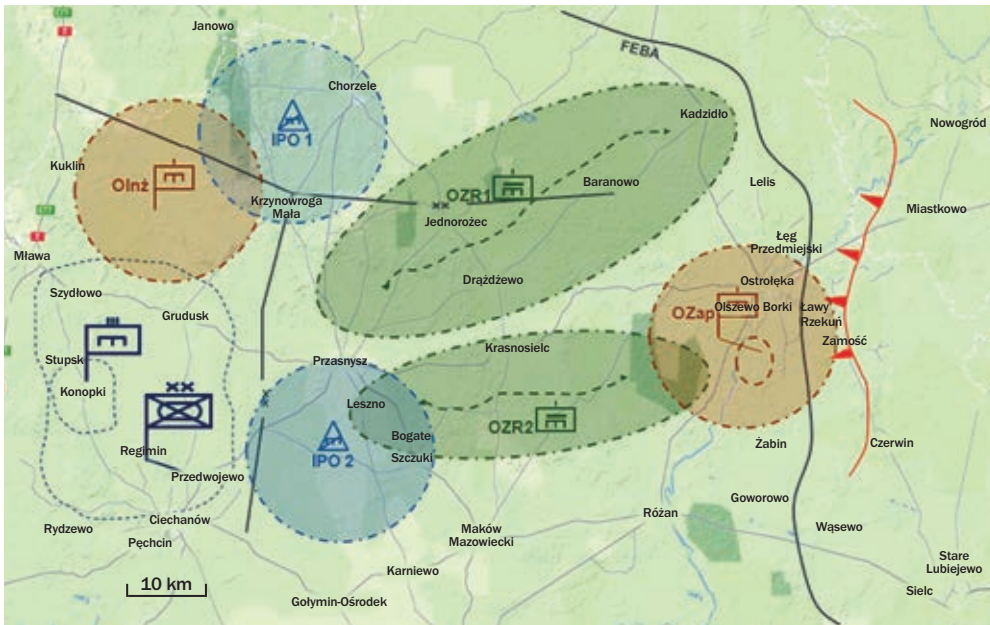 Janowo
FEBA
Chorzele
Kadzidło
Nowogród
IPO 1
Kuklin
OInż
Lelis
Baranowo
OZR1
Krzynowroga
Mała
Miastkowo
Jednorożec
Łęg
Przedmiejski
Mława
Drążdżewo
Ostrołęka
Szydłowo
Olszewo Borki
Ławy
OZap
Grudusk
Rzekuń
Zamość
Krasnosielc
Stupsk
Przasnysz
Konopki
Leszno
OZR2
Bogate
Żabin
Czerwin
Regimin
IPO 2
Szczuki
Przedwojewo
Goworowo
Różan
Ciechanów
Rydzewo
Wąsewo
Maków
Mazowiecki
Pęchcin
Stare
Lubiejewo
Karniewo
10 km
Sielc
Gołymin-Ośrodek